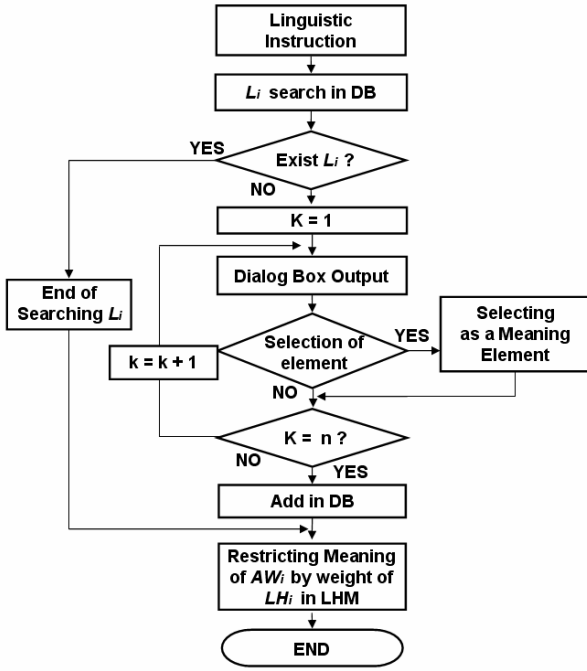 Linguistic
Instruction
Li search in DB
YES
Exist Li ?
NO
K = 1
Dialog Box Output
End of
Searching Li
Selection of
element
YES
Selecting
as a Meaning
Element
k = k + 1
NO
K = n ?
NO
YES
Add in DB
Restricting Meaning
of AWi by weight of
LHi in LHM
END